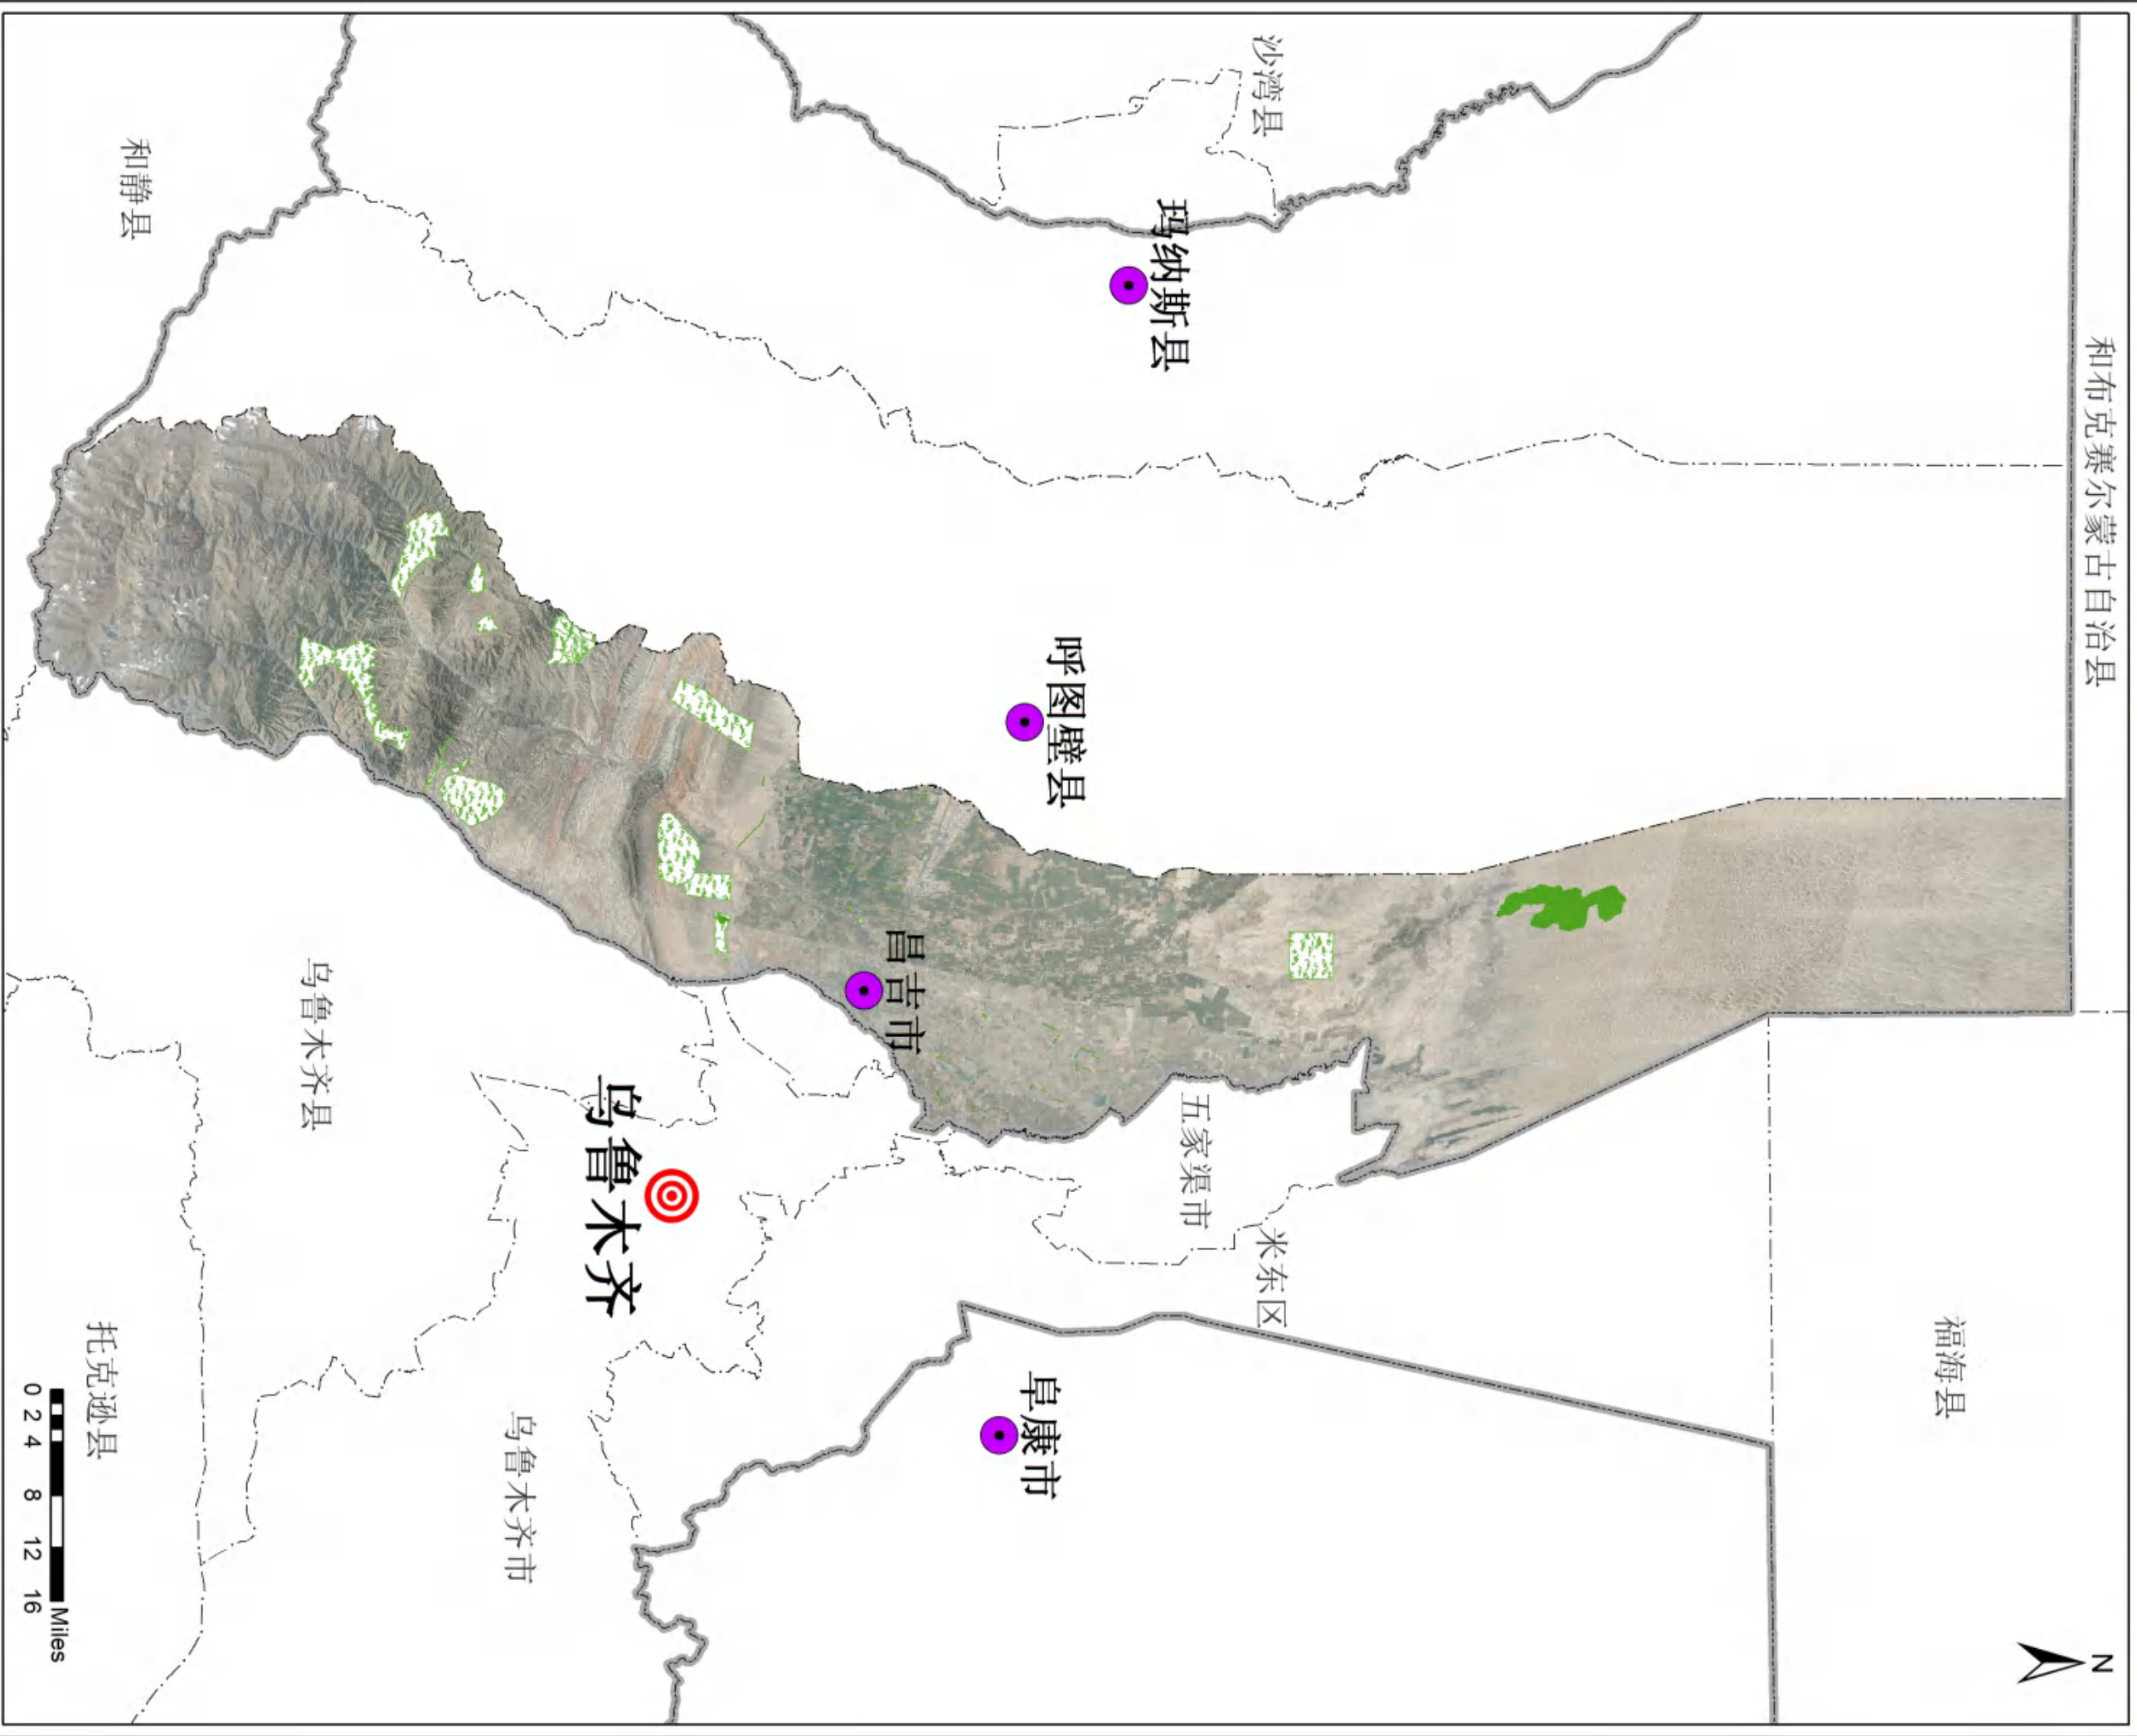 N
和布克赛尔蒙古自治县
福海县
沙湾县
玛纳斯县
米东区
五家渠市
呼图壁县
阜康市
昌吉市
乌鲁木齐
乌鲁木齐市
乌鲁木齐县
和静县
托克逊县
Miles
0 2 4 8 12 16